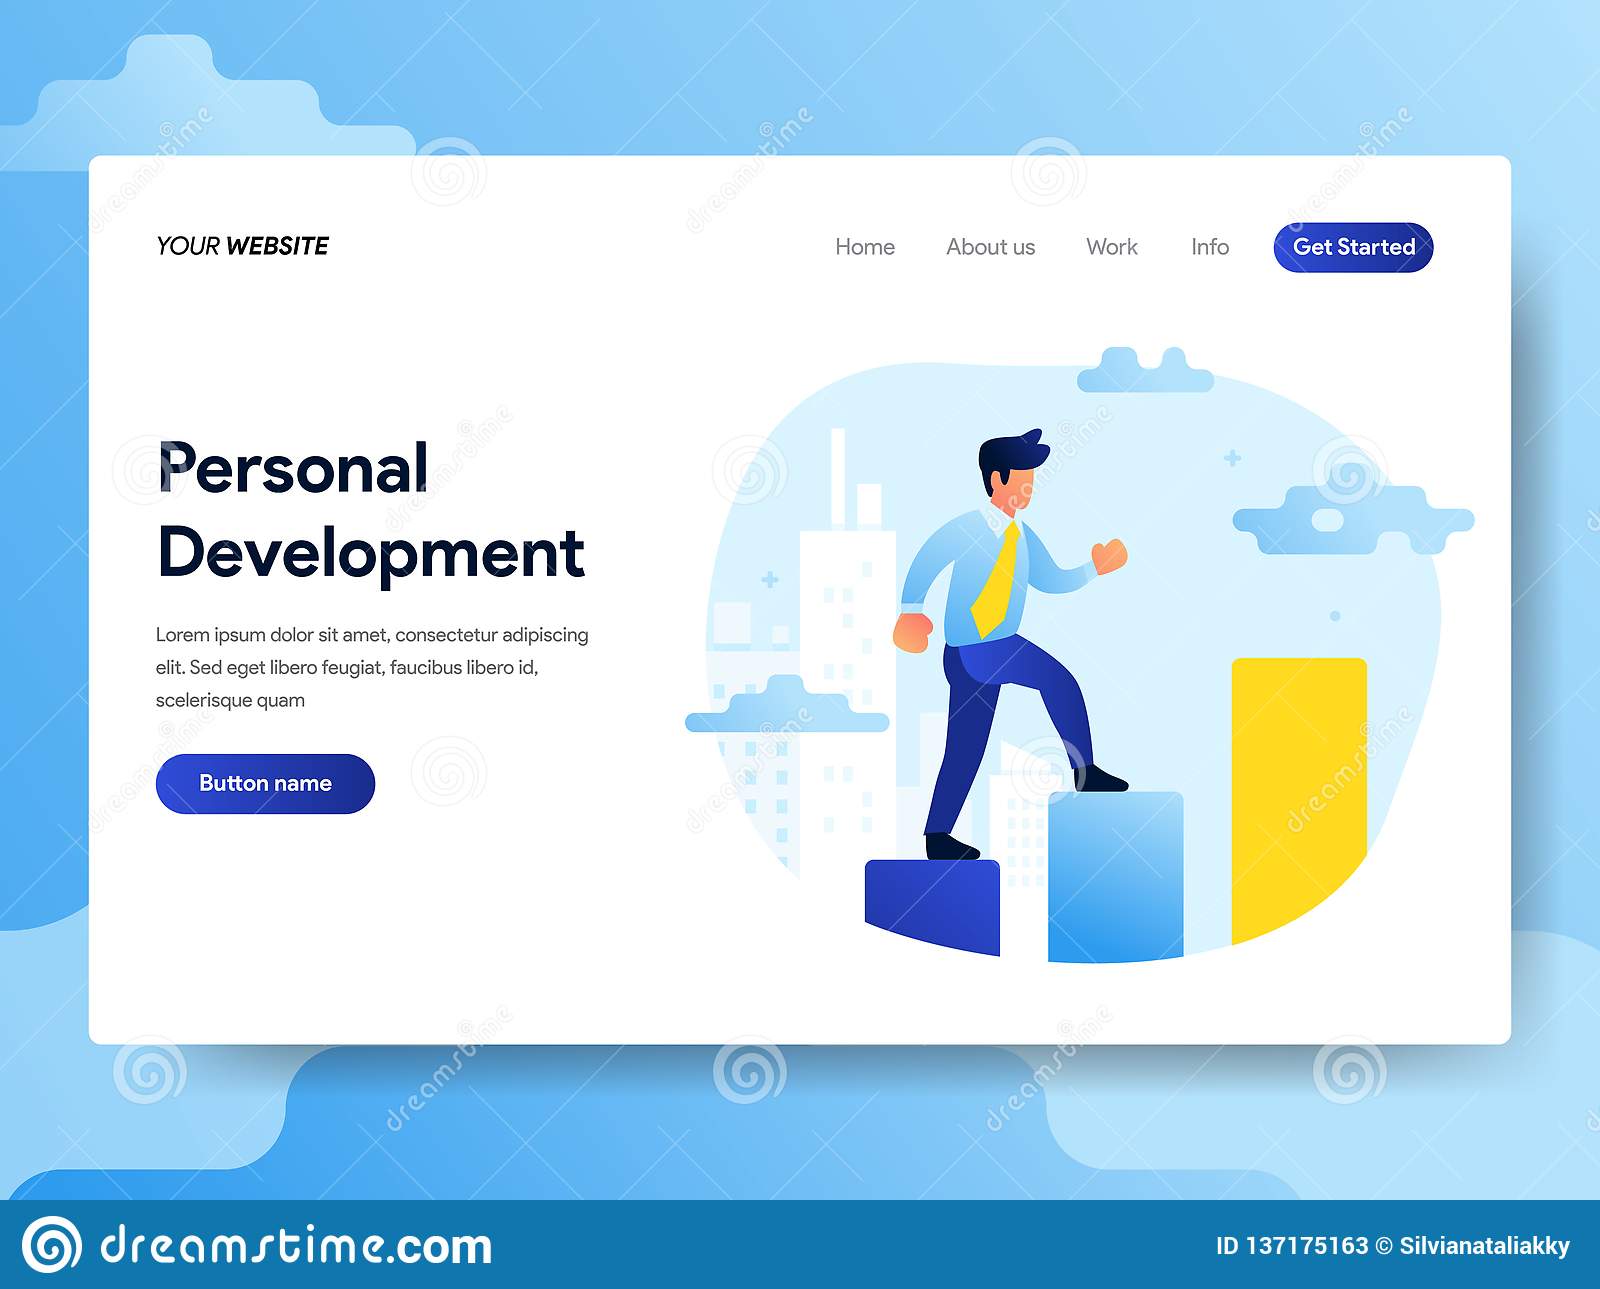 YOUR WEBSITE
Home About us Work Info Get Started
Personal
Development
Lorem ipsum dolor sit amet, consectetur adipiscing
elit. Sed eget libero feugiat, faucibus libero id,
scelerisque quam
Button name
dreamstime.com
ID 137175163 © Silvianataliakky